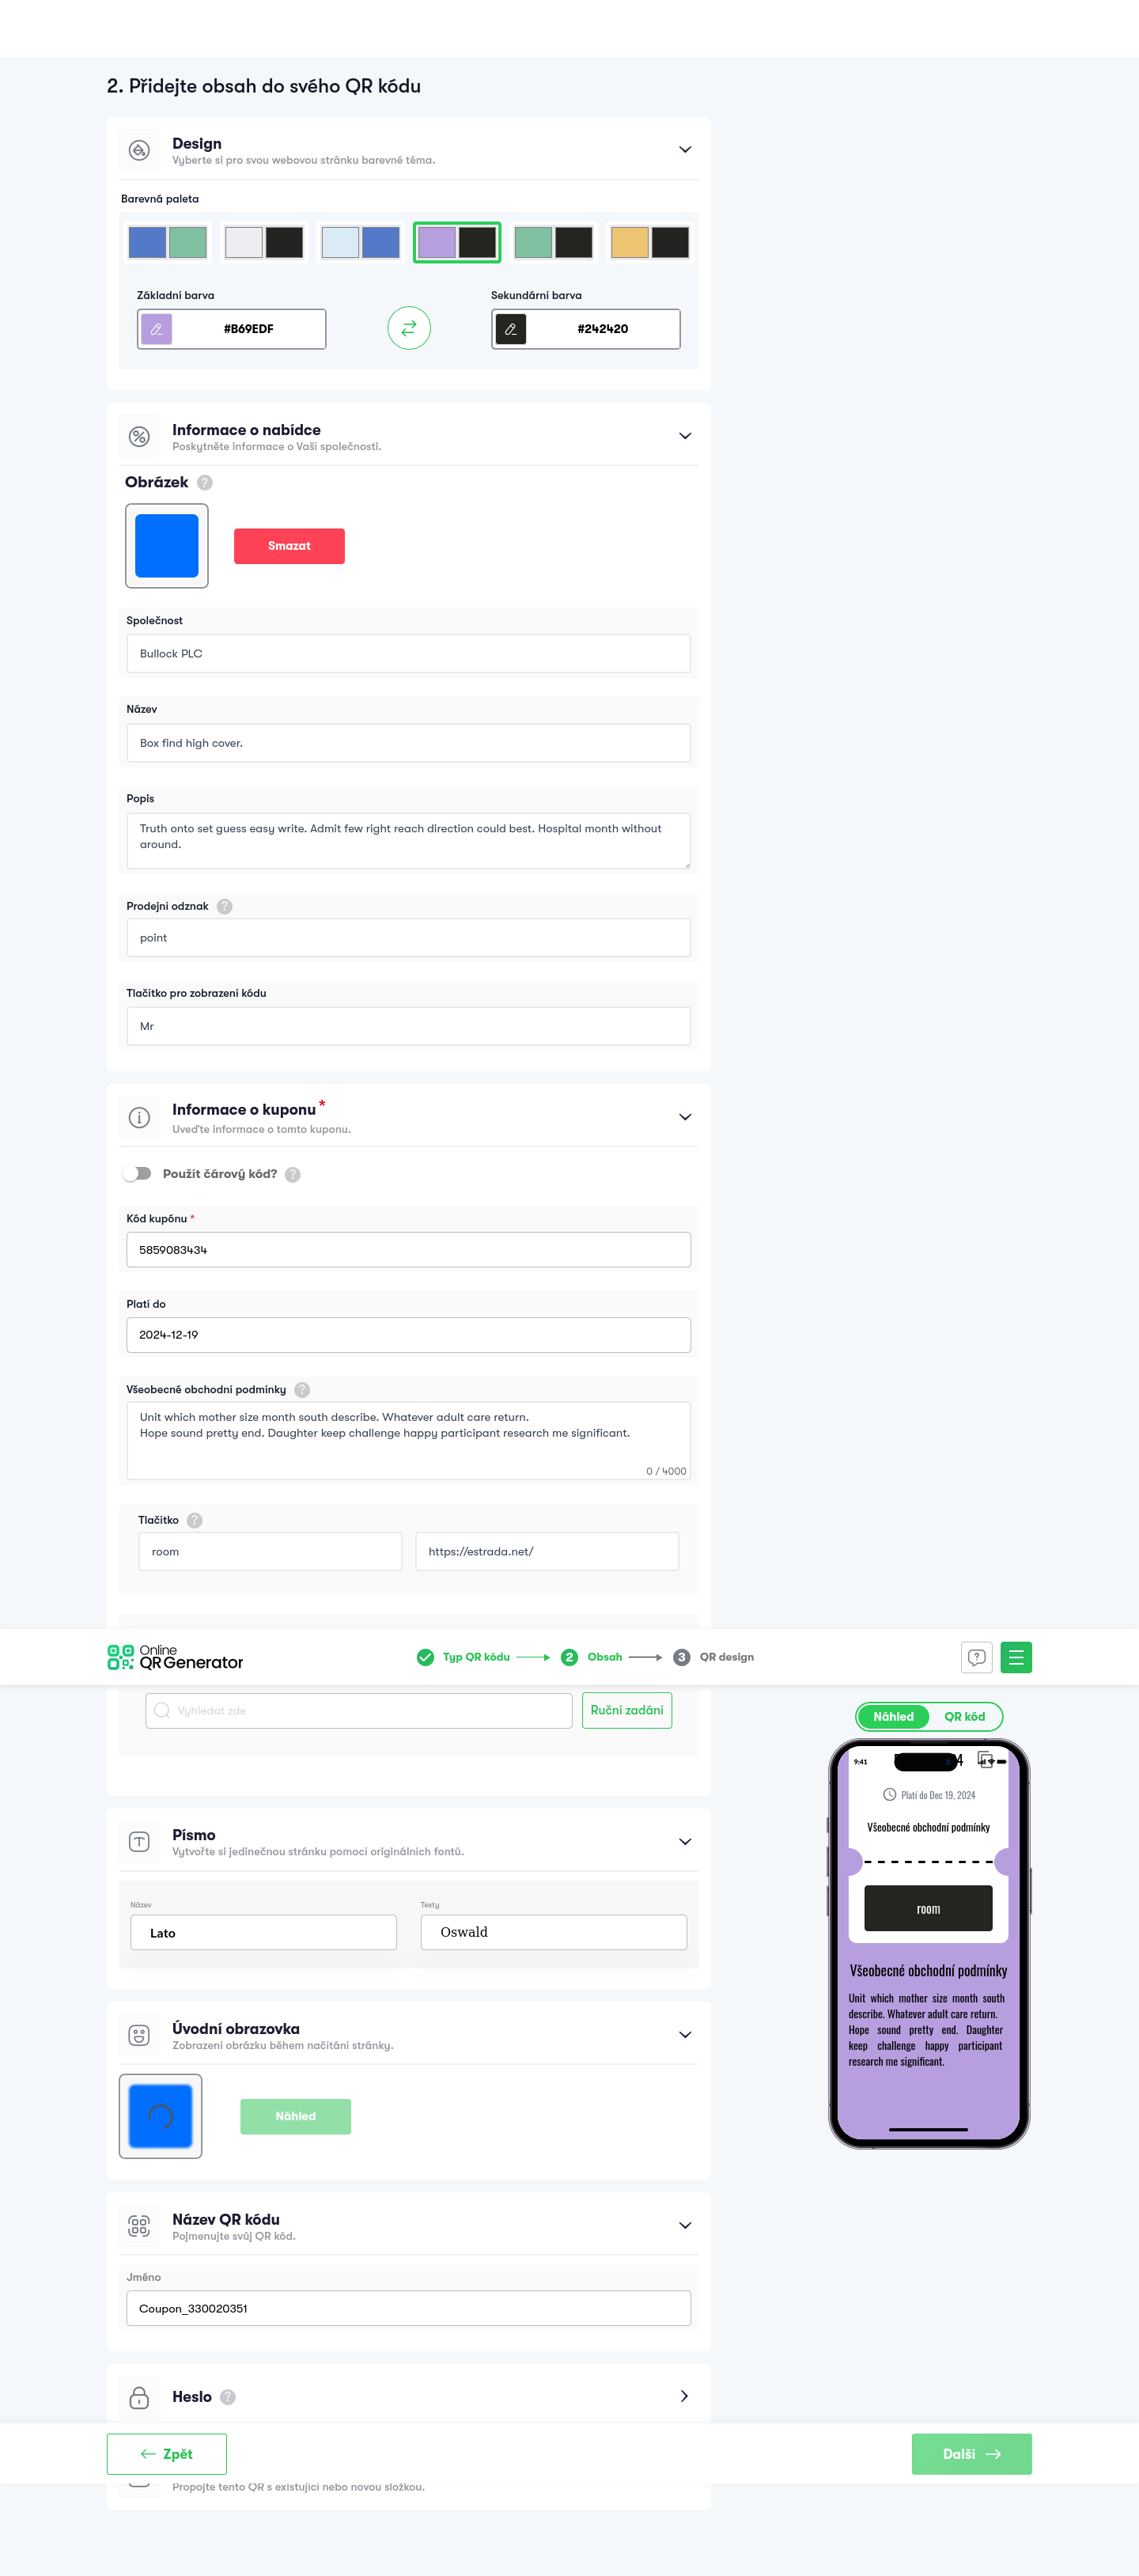 2. Přidejte obsah do svého QR kódu
Design
Vyberte si pro svou webovou stránku barevné téma.
Barevná paleta
Základní barva
Sekundární barva
#B69EDF
#242420
Informace o nabídce
Poskytněte informace o Vaší společnosti.
Obrázek ?
Smazat
Společnost
Bullock PLC
Název
Box find high cover.
Popis
Truth onto set guess easy write. Admit few right reach direction could best. Hospital month without
around.
Prodejní odznak ?
point
Tlačítko pro zobrazení kódu
Mr
Informace o kuponu *
Uveďte informace o tomto kuponu.
Použít čárový kód? ?
Kód kupónu *
5859083434
Platí do
2024-12-19
Všeobecné obchodní podmínky ?
Unit which mother size month south describe. Whatever adult care return.
Hope sound pretty end. Daughter keep challenge happy participant research me significant.
0 / 4000
Tlačítko ?
room
https://estrada.net/
Online
QR Generator
Typ QR kódu
2 Obsah
3 QR design
Vyhledat zde
Ruční zadání
Náhled
QR kód
9:41
4
Platí do Dec 19, 2024
Všeobecné obchodní podmínky
room
Všeobecné obchodní podmínky
Unit which mother size month south
describe. Whatever adult care return.
Hope sound pretty end. Daughter
keep challenge happy participant
research me significant.
Písmo
Vytvořte si jedinečnou stránku pomocí originálních fontů.
Název
Texty
Lato
Oswald
Úvodní obrazovka
Zobrazení obrázku během načítání stránky.
Náhled
Název QR kódu
Pojmenujte svůj QR kód.
Jméno
Coupon_330020351
Heslo ?
Zpět
Další
Propojte tento QR s existující nebo novou složkou.